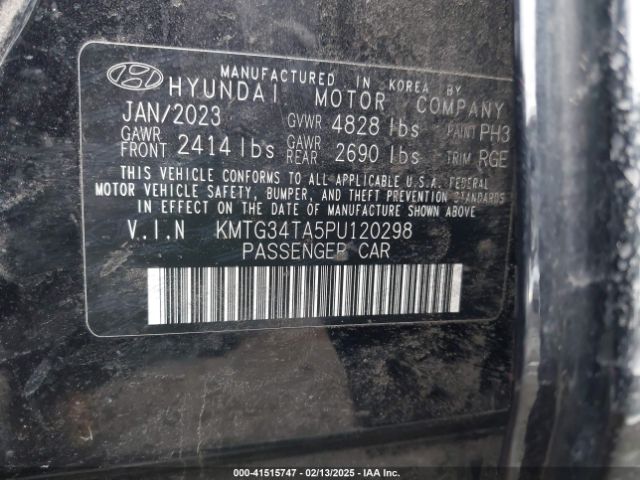 MANUFACTURED IN KOREA BY
HYUNDAI MOTOR COMPANY
JAN/2023 GVWR 4828 lbs PAINT PH3
GAWR FRONT 2414 lbs GAWR REAR 2690 lbs TRIM RGE
THIS VEHICLE CONFORMS TO ALL APPLICABLE U.S.A. FEDERAL
MOTOR VEHICLE SAFETY, BUMPER, AND THEFT PREVENTION
STANDARDS IN EFFECT ON THE DATE OF MANUFACTURE SHOWN ABOVE.
V.I.N KMTG34TA5PU120298
PASSENGER CAR
000-41515747 - 02/13/2025 - IAA Inc.